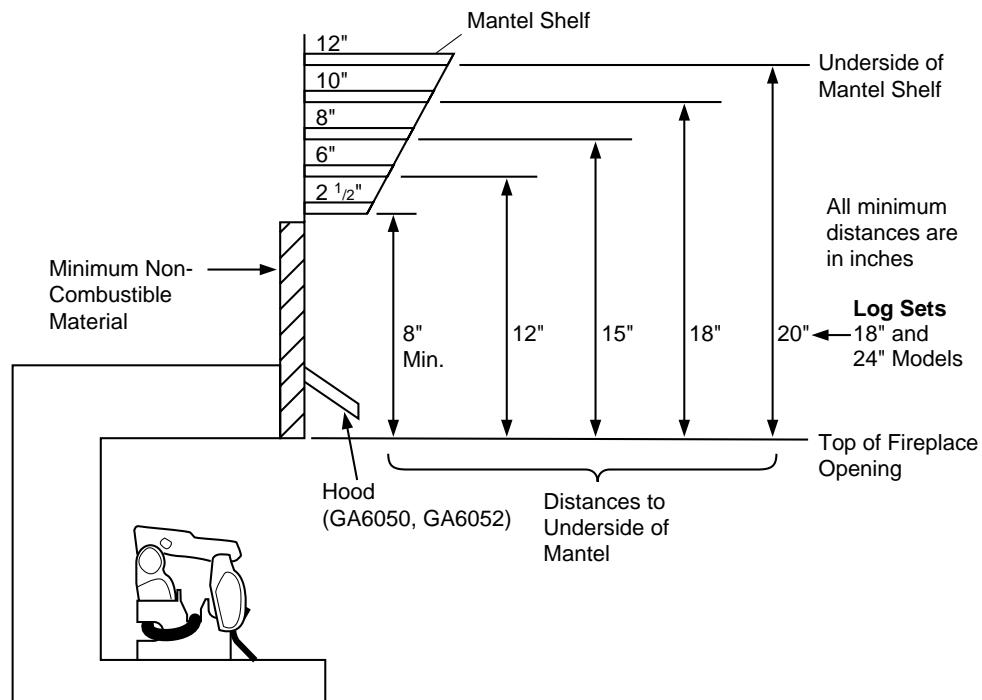 Mantel Shelf
12"
10"
8"
6"
2 1/2"
Underside of
Mantel Shelf
All minimum
distances are
in inches
Minimum Non-
Combustible
Material
8"
Min.
12"
15"
18"
20"
Log Sets
18" and
24" Models
Top of Fireplace
Opening
Hood
(GA6050, GA6052)
Distances to
Underside of
Mantel